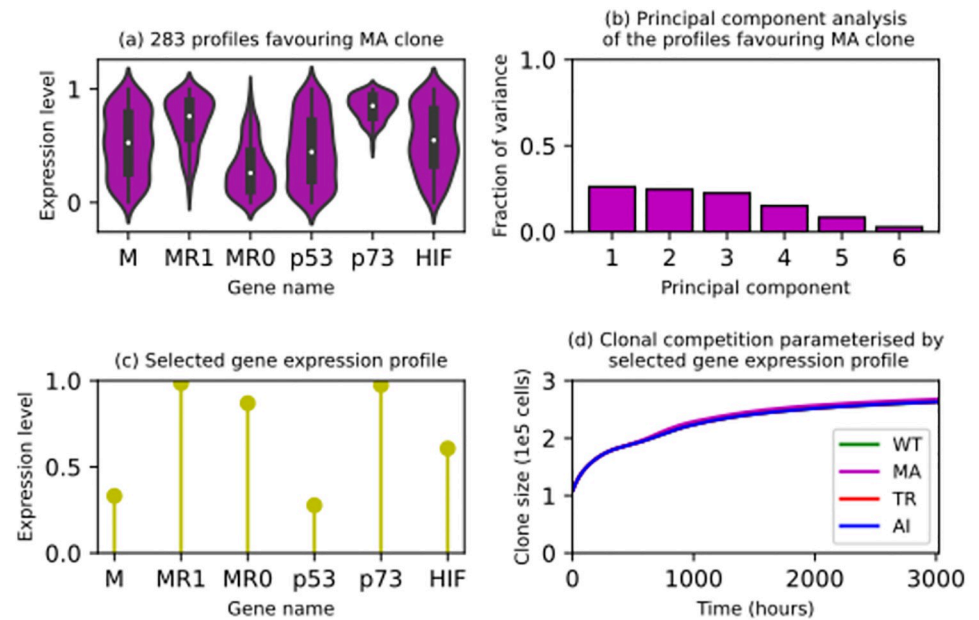 (a) 283 profiles favouring MA clone
Expression level
1
0
M MR1 MR0 p53 p73 HIF
Gene name
(b) Principal component analysis
of the profiles favouring MA clone
Fraction of variance
1.0
0.5
0.0
1 2 3 4 5 6
Principal component
(c) Selected gene expression profile
Expression level
1.0
0.5
0.0
M MR1 MR0 p53 p73 HIF
Gene name
(d) Clonal competition parameterised by
selected gene expression profile
Clone size (1e5 cells)
3
2
1
0
WT
MA
TR
AI
0 1000 2000 3000
Time (hours)